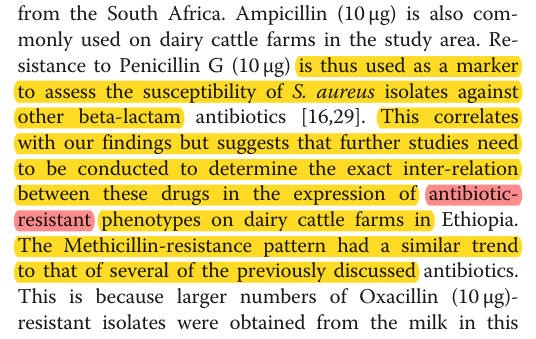 from the South Africa. Ampicillin (10 μg) is also com-
monly used on dairy cattle farms in the study area. Re-
sistance to Penicillin G (10 μg) is thus used as a marker
to assess the susceptibility of S. aureus isolates against
other beta-lactam antibiotics [16,29]. This correlates
with our findings but suggests that further studies need
to be conducted to determine the exact inter-relation
between these drugs in the expression of antibiotic-
resistant phenotypes on dairy cattle farms in Ethiopia.
The Methicillin-resistance pattern had a similar trend
to that of several of the previously discussed antibiotics.
This is because larger numbers of Oxacillin (10 μg)-
resistant isolates were obtained from the milk in this